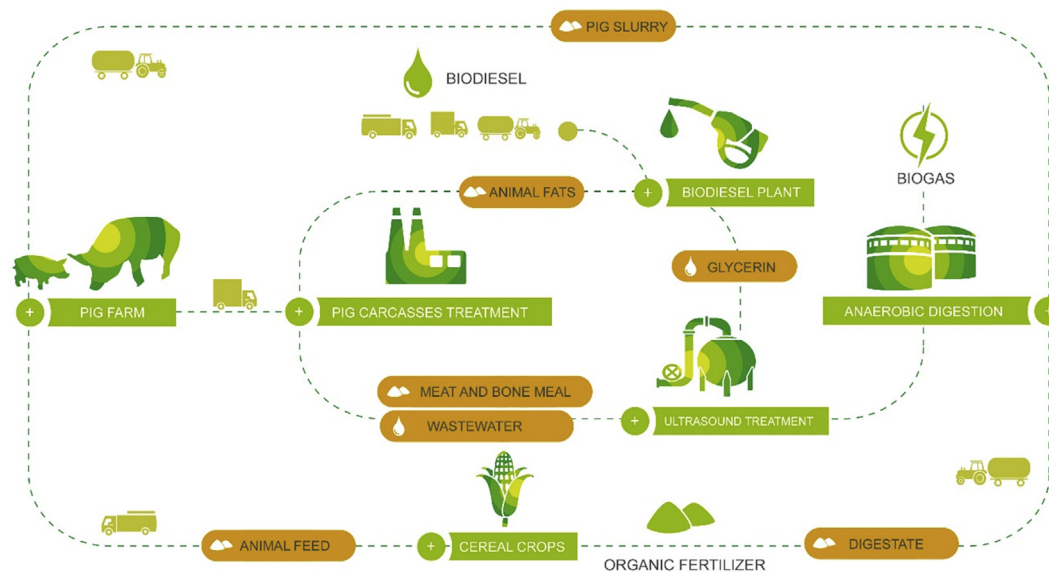 PIG SLURRY
BIODIESEL
BIOGAS
ANIMAL FATS
BIODIESEL PLANT
GLYCERIN
PIG FARM
PIG CARCASSES TREATMENT
ANAEROBIC DIGESTION
MEAT AND BONE MEAL
WASTEWATER
ULTRASOUND TREATMENT
ANIMAL FEED
CEREAL CROPS
ORGANIC FERTILIZER
DIGESTATE